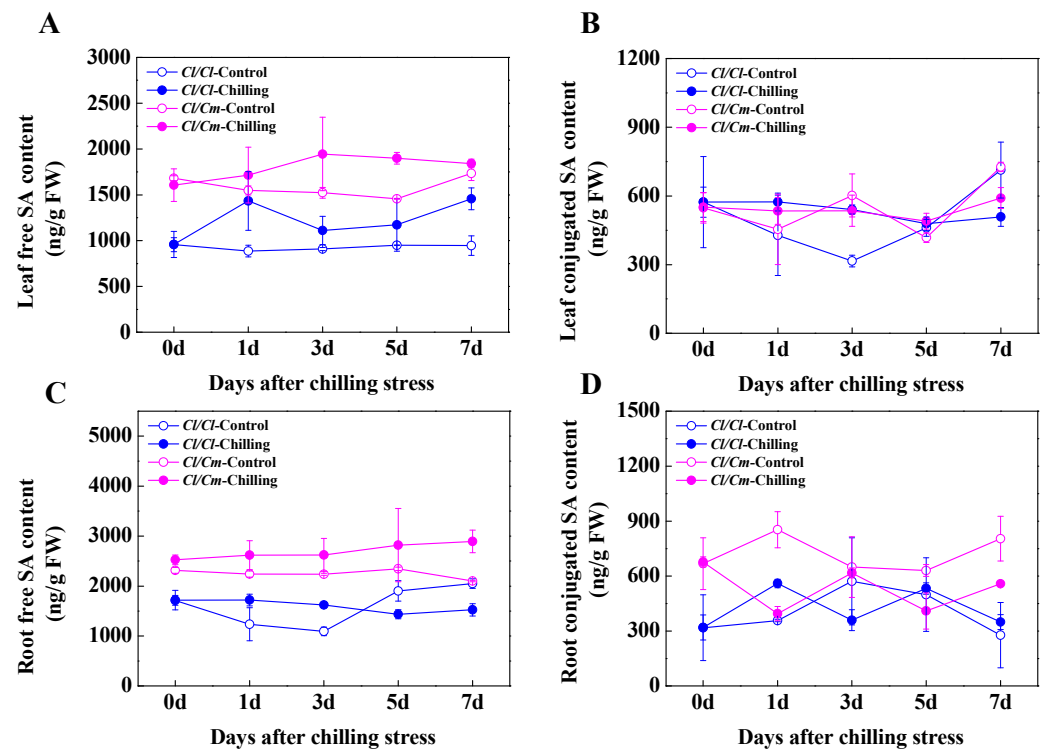 A
Leaf free SA content
(ng/g FW)
3000
2500
2000
1500
1000
500
0
Cl/Cl-Control
Cl/Cl-Chilling
Cl/Cm-Control
Cl/Cm-Chilling
0d 1d 3d 5d 7d
Days after chilling stress
B
Leaf conjugated SA content
(ng/g FW)
1200
900
600
300
0
Cl/Cl-Control
Cl/Cl-Chilling
Cl/Cm-Control
Cl/Cm-Chilling
0d 1d 3d 5d 7d
Days after chilling stress
C
Root free SA content
(ng/g FW)
5000
4000
3000
2000
1000
0
Cl/Cl-Control
Cl/Cl-Chilling
Cl/Cm-Control
Cl/Cm-Chilling
0d 1d 3d 5d 7d
Days after chilling stress
D
Root conjugated SA content
(ng/g FW)
1500
1200
900
600
300
0
Cl/Cl-Control
Cl/Cl-Chilling
Cl/Cm-Control
Cl/Cm-Chilling
0d 1d 3d 5d 7d
Days after chilling stress